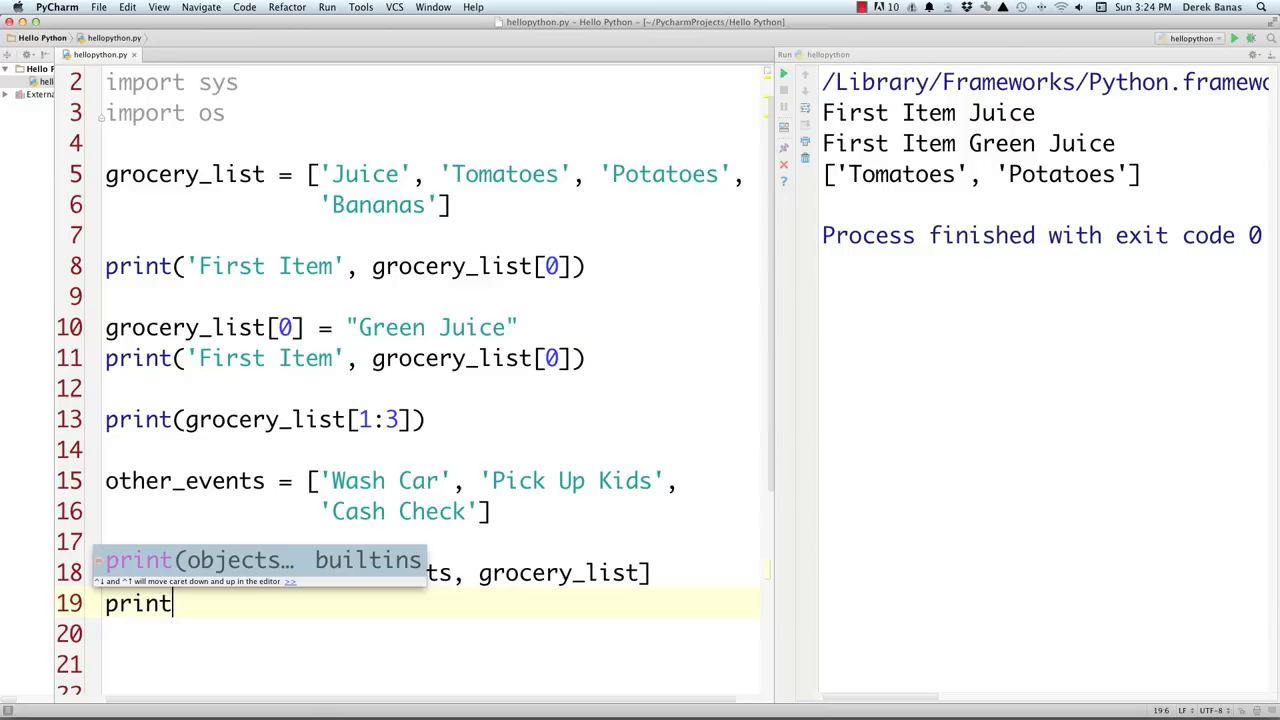 PyCharm File Edit View Navigate Code Refactor Run Tools VCS Window Help 10 Sun 3:24 PM Derek Banas
hellopython.py – Hello Python – [~/PycharmProjects/Hello Python]
Hello Python hellopython.py hellopython
hellopython.py × Run hellopython
Hello P
hell
Externa
2 import sys
3 import os
4
5 grocery_list = ['Juice', 'Tomatoes', 'Potatoes',
6 'Bananas']
7
8 print('First Item', grocery_list[0])
9
10 grocery_list[0] = "Green Juice"
11 print('First Item', grocery_list[0])
12
13 print(grocery_list[1:3])
14
15 other_events = ['Wash Car', 'Pick Up Kids',
16 'Cash Check']
17
print(objects… builtins
^↓ and ^↑ will move caret down and up in the editor >>
18 ts, grocery_list]
19 print
20
21
22
/Library/Frameworks/Python.framewo
First Item Juice
First Item Green Juice
['Tomatoes', 'Potatoes']
Process finished with exit code 0
19:6 LF UTF-8